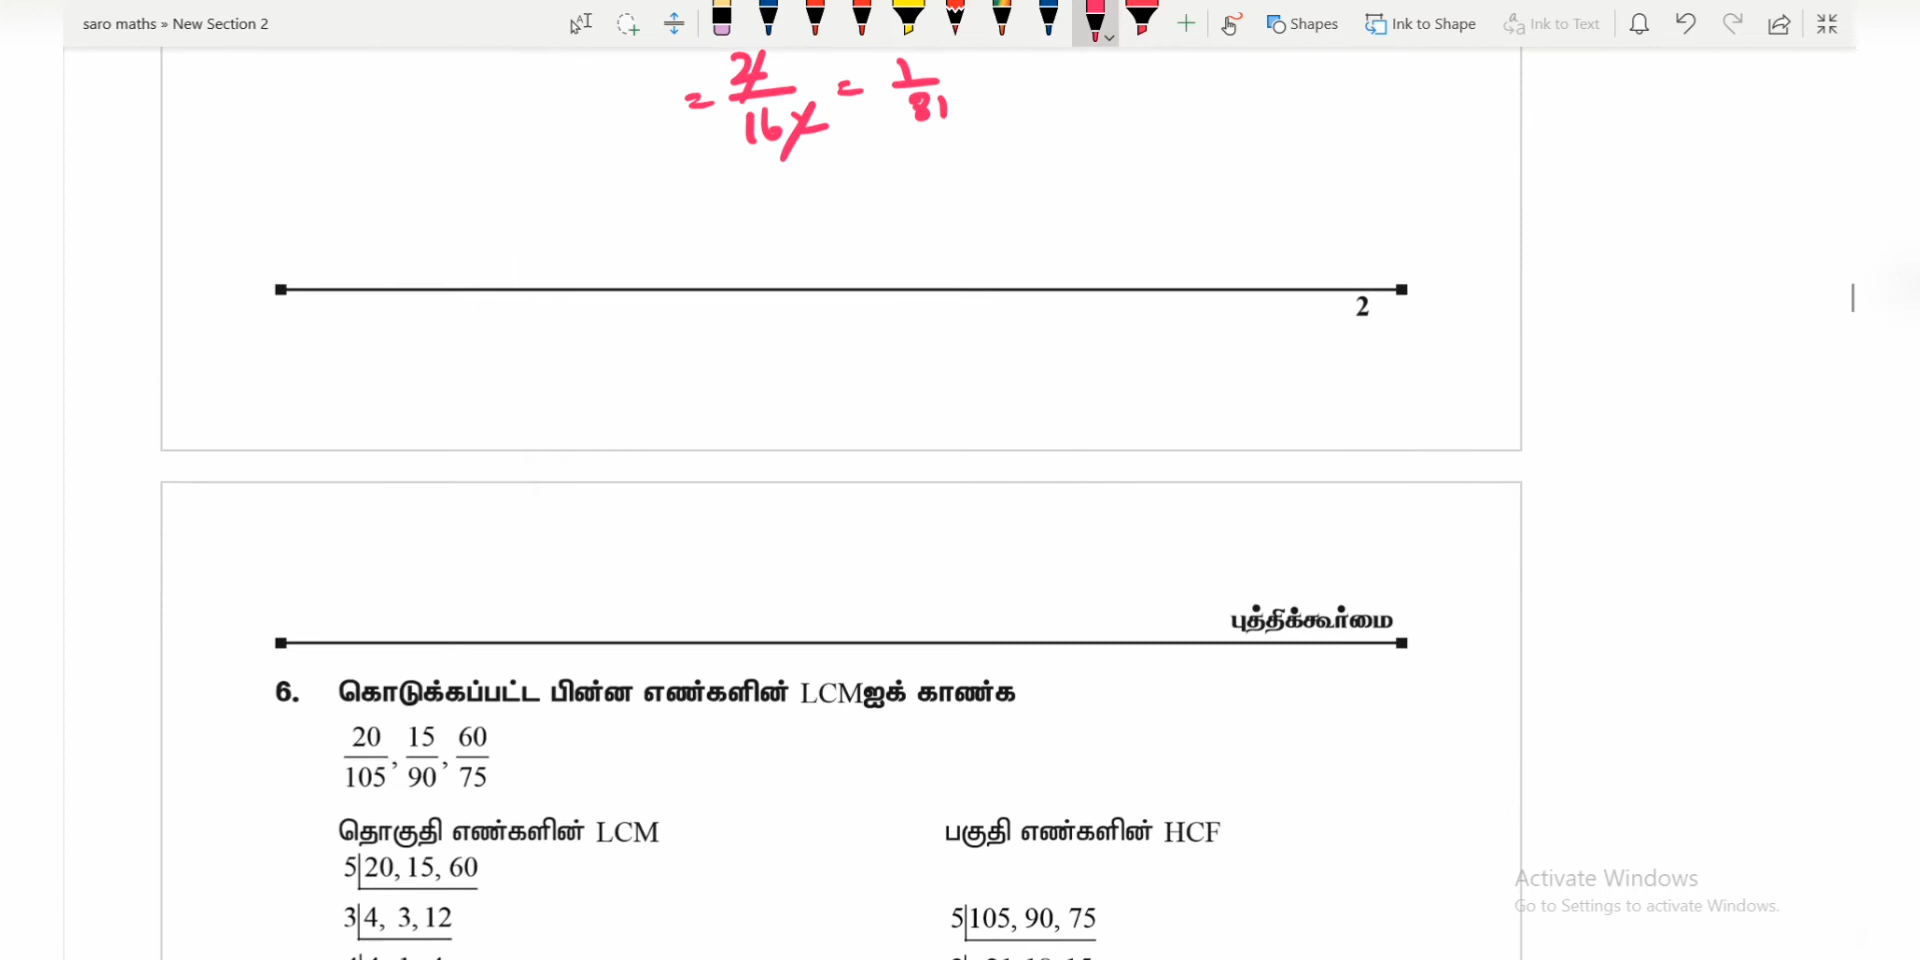 saro maths » New Section 2
Shapes
Ink to Shape
Ink to Text
= 2/16x = 1/81
2
புத்திக்கூர்மை
6. கொடுக்கப்பட்ட பின்ன எண்களின் LCMஐக் காண்க
20/105, 15/90, 60/75
தொகுதி எண்களின் LCM பகுதி எண்களின் HCF
5|20, 15, 60
3|4, 3, 12 5|105, 90, 75
Activate Windows
Go to Settings to activate Windows.